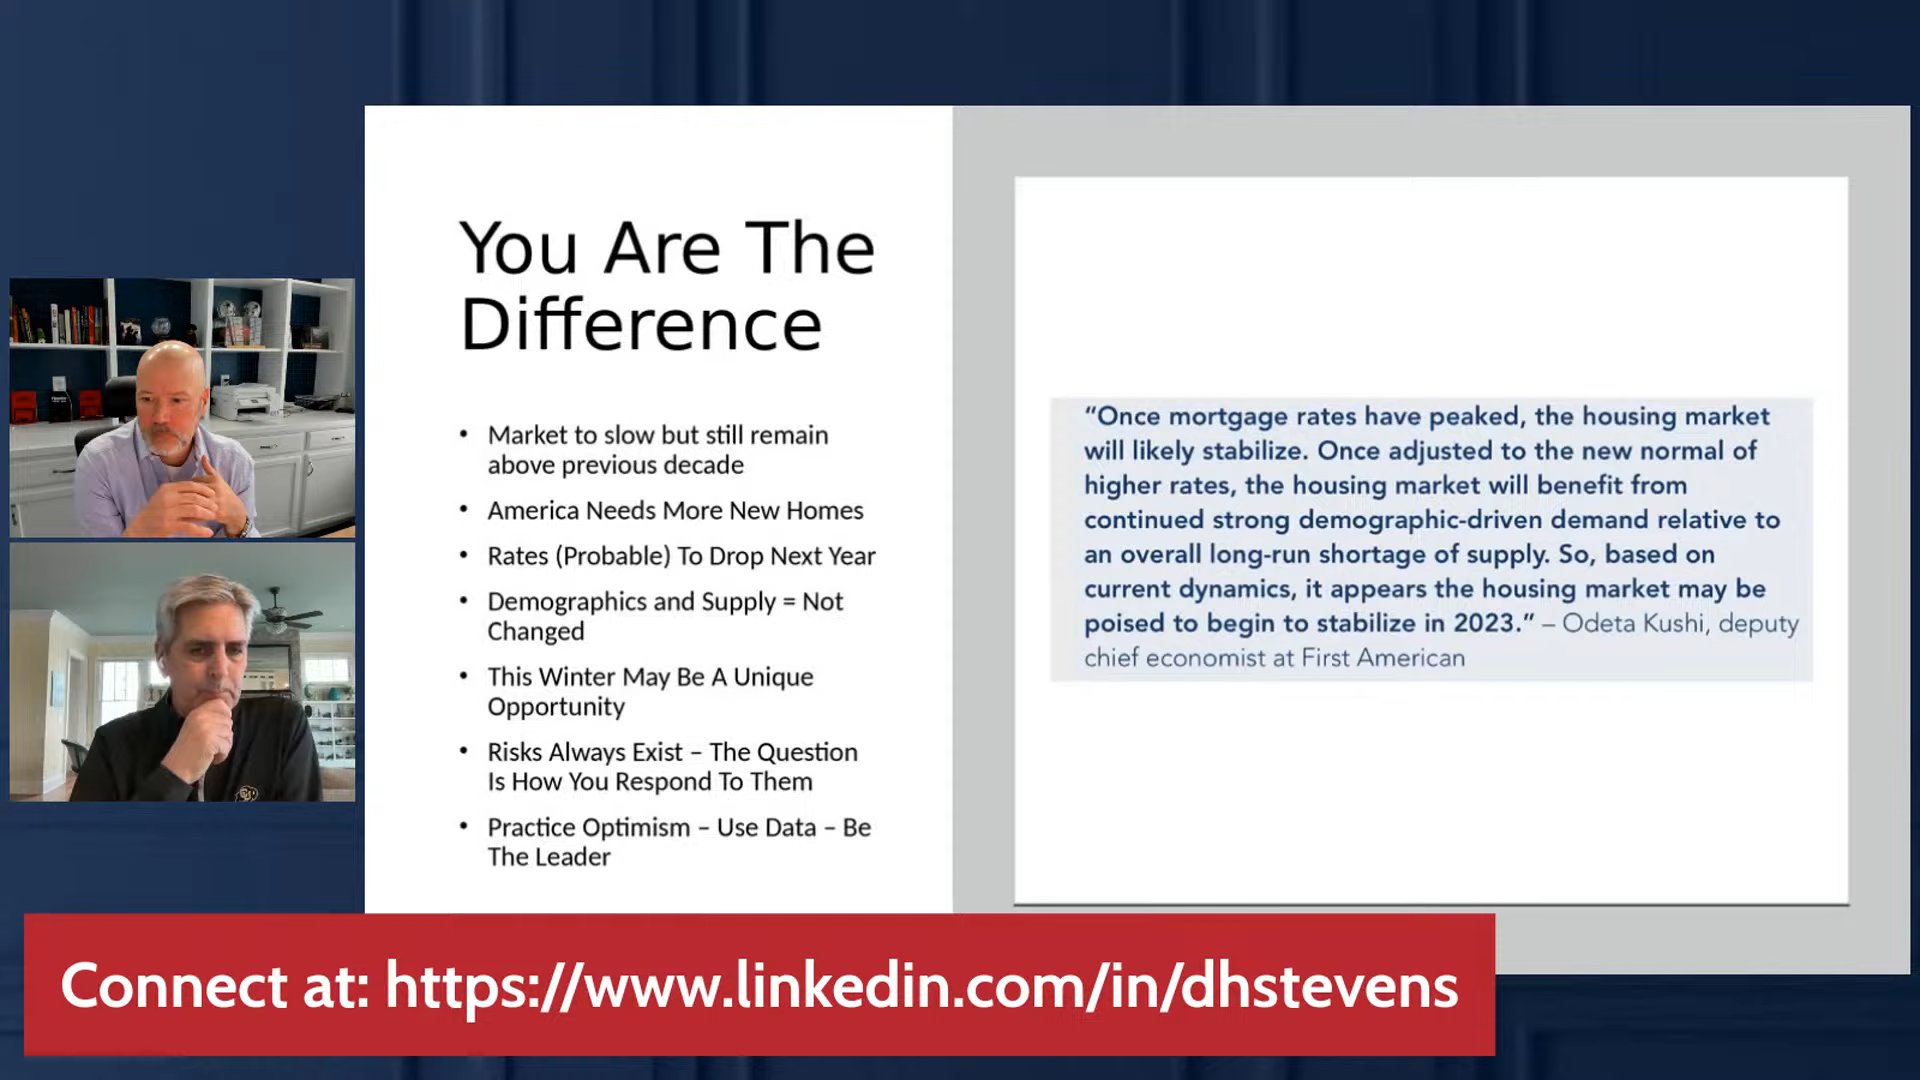 You Are The
Difference
• Market to slow but still remain
above previous decade
• America Needs More New Homes
• Rates (Probable) To Drop Next Year
• Demographics and Supply = Not
Changed
• This Winter May Be A Unique
Opportunity
• Risks Always Exist – The Question
Is How You Respond To Them
• Practice Optimism – Use Data – Be
The Leader
“Once mortgage rates have peaked, the housing market
will likely stabilize. Once adjusted to the new normal of
higher rates, the housing market will benefit from
continued strong demographic-driven demand relative to
an overall long-run shortage of supply. So, based on
current dynamics, it appears the housing market may be
poised to begin to stabilize in 2023.” – Odeta Kushi, deputy
chief economist at First American
Connect at: https://www.linkedin.com/in/dhstevens